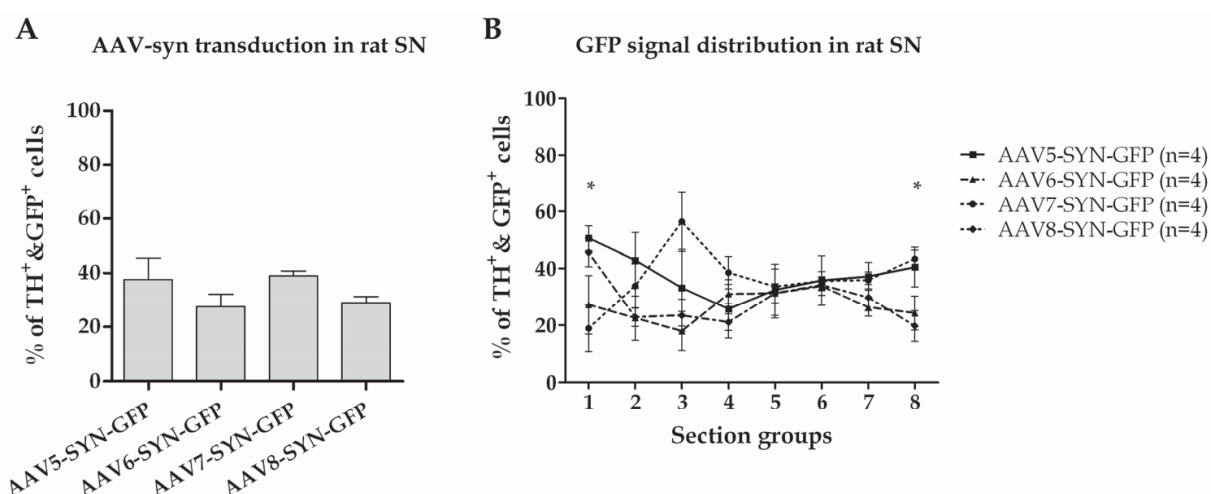 A
AAV-syn transduction in rat SN
% of TH+&GFP+ cells
100
80
60
40
20
0
AAV5-SYN-GFP
AAV6-SYN-GFP
AAV7-SYN-GFP
AAV8-SYN-GFP
B
GFP signal distribution in rat SN
% of TH+& GFP+ cells
100
80
60
40
20
0
*
*
1 2 3 4 5 6 7 8
Section groups
AAV5-SYN-GFP (n=4)
AAV6-SYN-GFP (n=4)
AAV7-SYN-GFP (n=4)
AAV8-SYN-GFP (n=4)